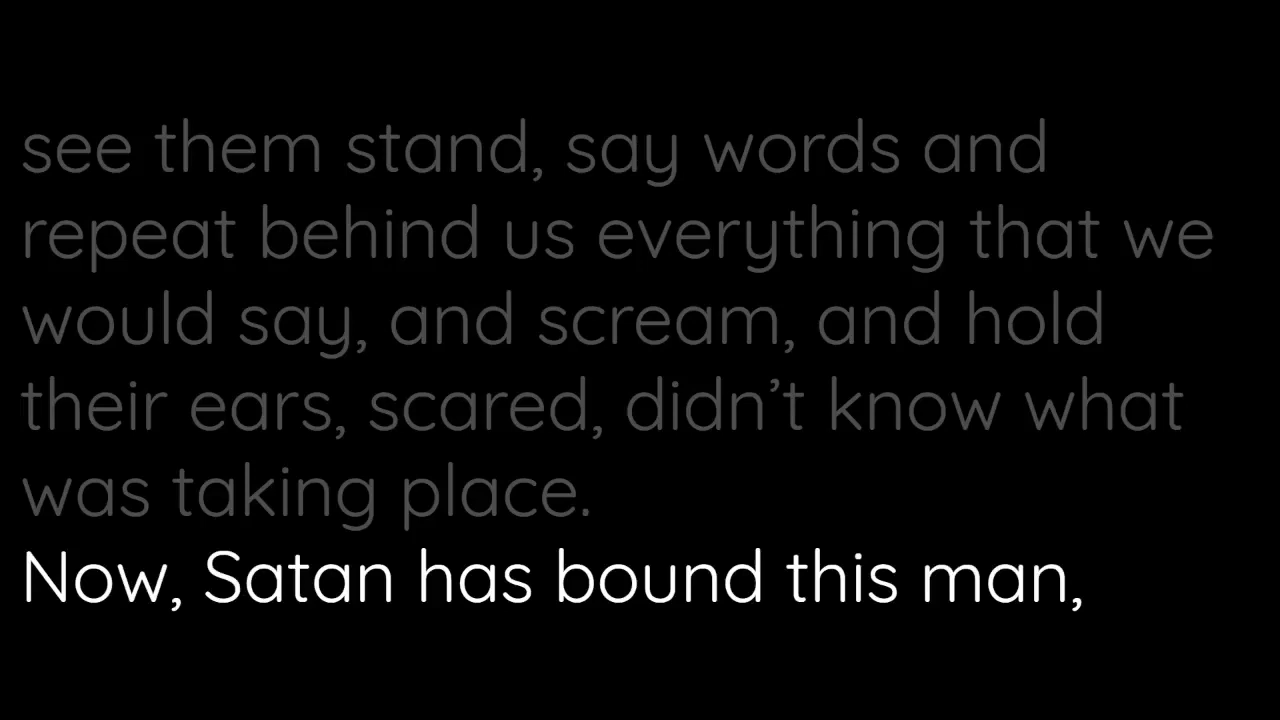 see them stand, say words and
repeat behind us everything that we
would say, and scream, and hold
their ears, scared, didn’t know what
was taking place.
Now, Satan has bound this man,